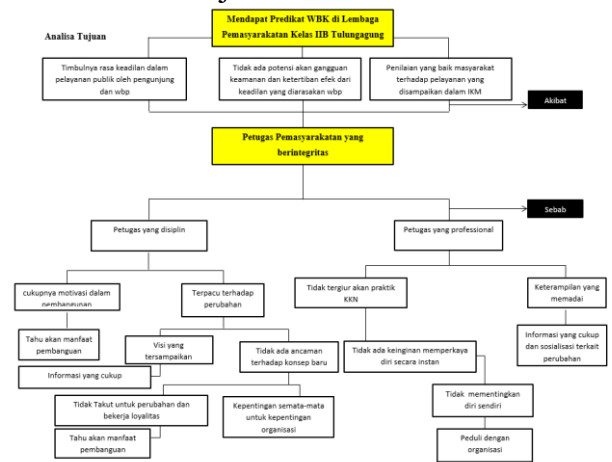 Mendapat Predikat WBK di Lembaga
Pemasyarakatan Kelas IIB Tulungagung
Analisa Tujuan
Timbulnya rasa keadilan dalam
pelayanan publik oleh pengunjung
dan wbp
Tidak ada potensi akan gangguan
keamanan dan ketertiban efek dari
keadilan yang diarasakan wbp
Penilaian yang baik masyarakat
terhadap pelayanan yang
disampaikan dalam IKM
Akibat
Petugas Pemasyarakatan yang
berintegritas
Sebab
Petugas yang disiplin
Petugas yang professional
cukupnya motivasi dalam
pembangunan
Terpacu terhadap
perubahan
Tidak tergiur akan praktik
KKN
Keterampilan yang
memadai
Tahu akan manfaat
pembanguan
Visi yang
tersampaikan
Tidak ada ancaman
terhadap konsep baru
Tidak ada keinginan memperkaya
diri secara instan
Informasi yang cukup
dan sosialisasi terkait
perubahan
Informasi yang cukup
Tidak Takut untuk perubahan dan
bekerja loyalitas
Kepentingan semata-mata
untuk kepentingan
organisasi
Tidak mementingkan
diri sendiri
Tahu akan manfaat
pembanguan
Peduli dengan
organisasi